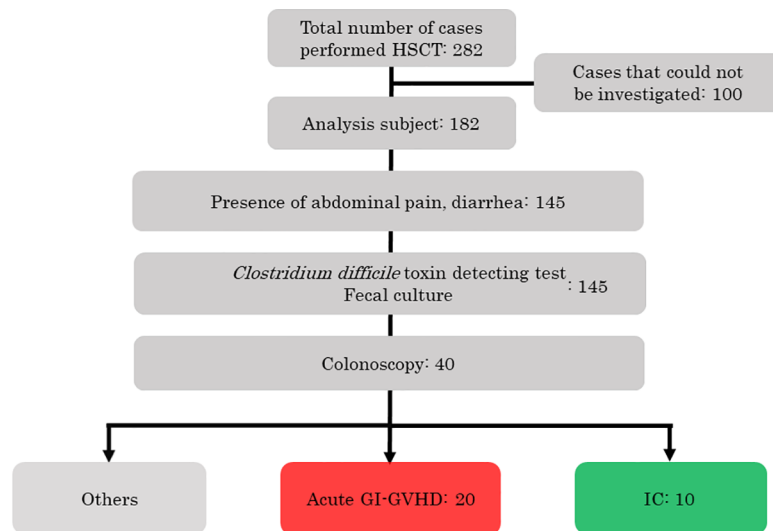 Total number of cases
performed HSCT: 282
Cases that could not
be investigated: 100
Analysis subject: 182
Presence of abdominal pain, diarrhea: 145
Clostridium difficile toxin detecting test
Fecal culture
: 145
Colonoscopy: 40
Others
Acute GI-GVHD: 20
IC: 10